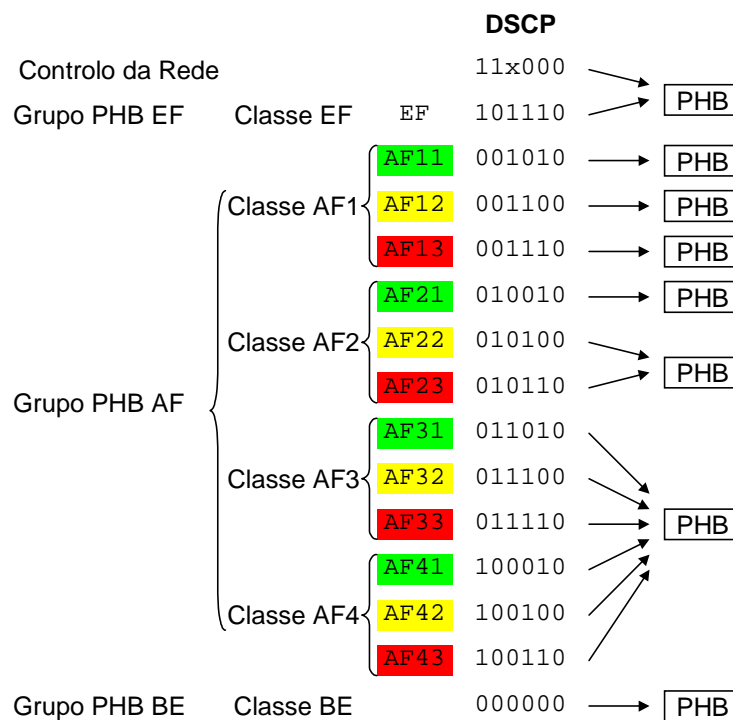 DSCP
Controlo da Rede 11x000
PHB
Grupo PHB EF Classe EF EF 101110
AF11 001010 PHB
Classe AF1 AF12 001100 PHB
AF13 001110 PHB
AF21 010010 PHB
Classe AF2 AF22 010100
PHB
AF23 010110
Grupo PHB AF
AF31 011010
Classe AF3 AF32 011100
AF33 011110 PHB
AF41 100010
Classe AF4 AF42 100100
AF43 100110
Grupo PHB BE Classe BE 000000 PHB